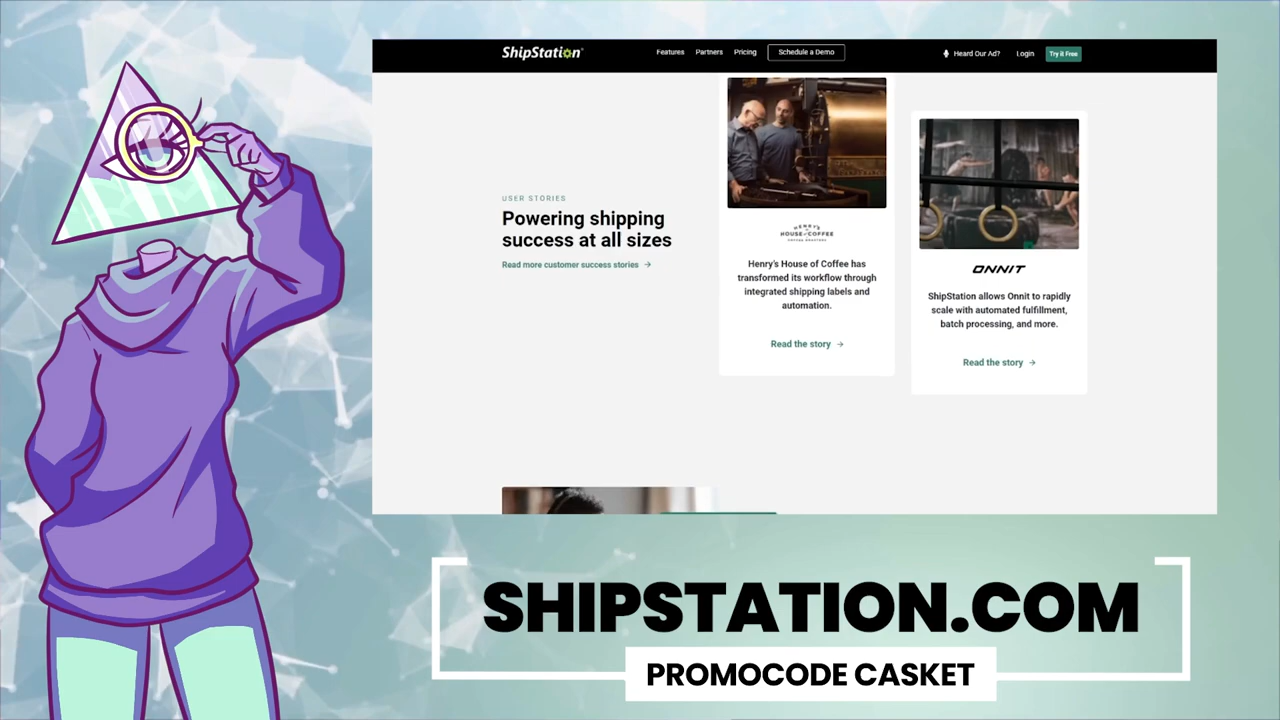 ShipStation
Features Partners Pricing Schedule a Demo Heard Our Ad? Login Try it Free
USER STORIES
Powering shipping
success at all sizes
Read more customer success stories →
HENRY'S
HOUSE OF COFFEE
COFFEE ROASTERS
Henry's House of Coffee has
transformed its workflow through
integrated shipping labels and
automation.
Read the story →
ONNIT
ShipStation allows Onnit to rapidly
scale with automated fulfillment,
batch processing, and more.
Read the story →
SHIPSTATION.COM
PROMOCODE CASKET